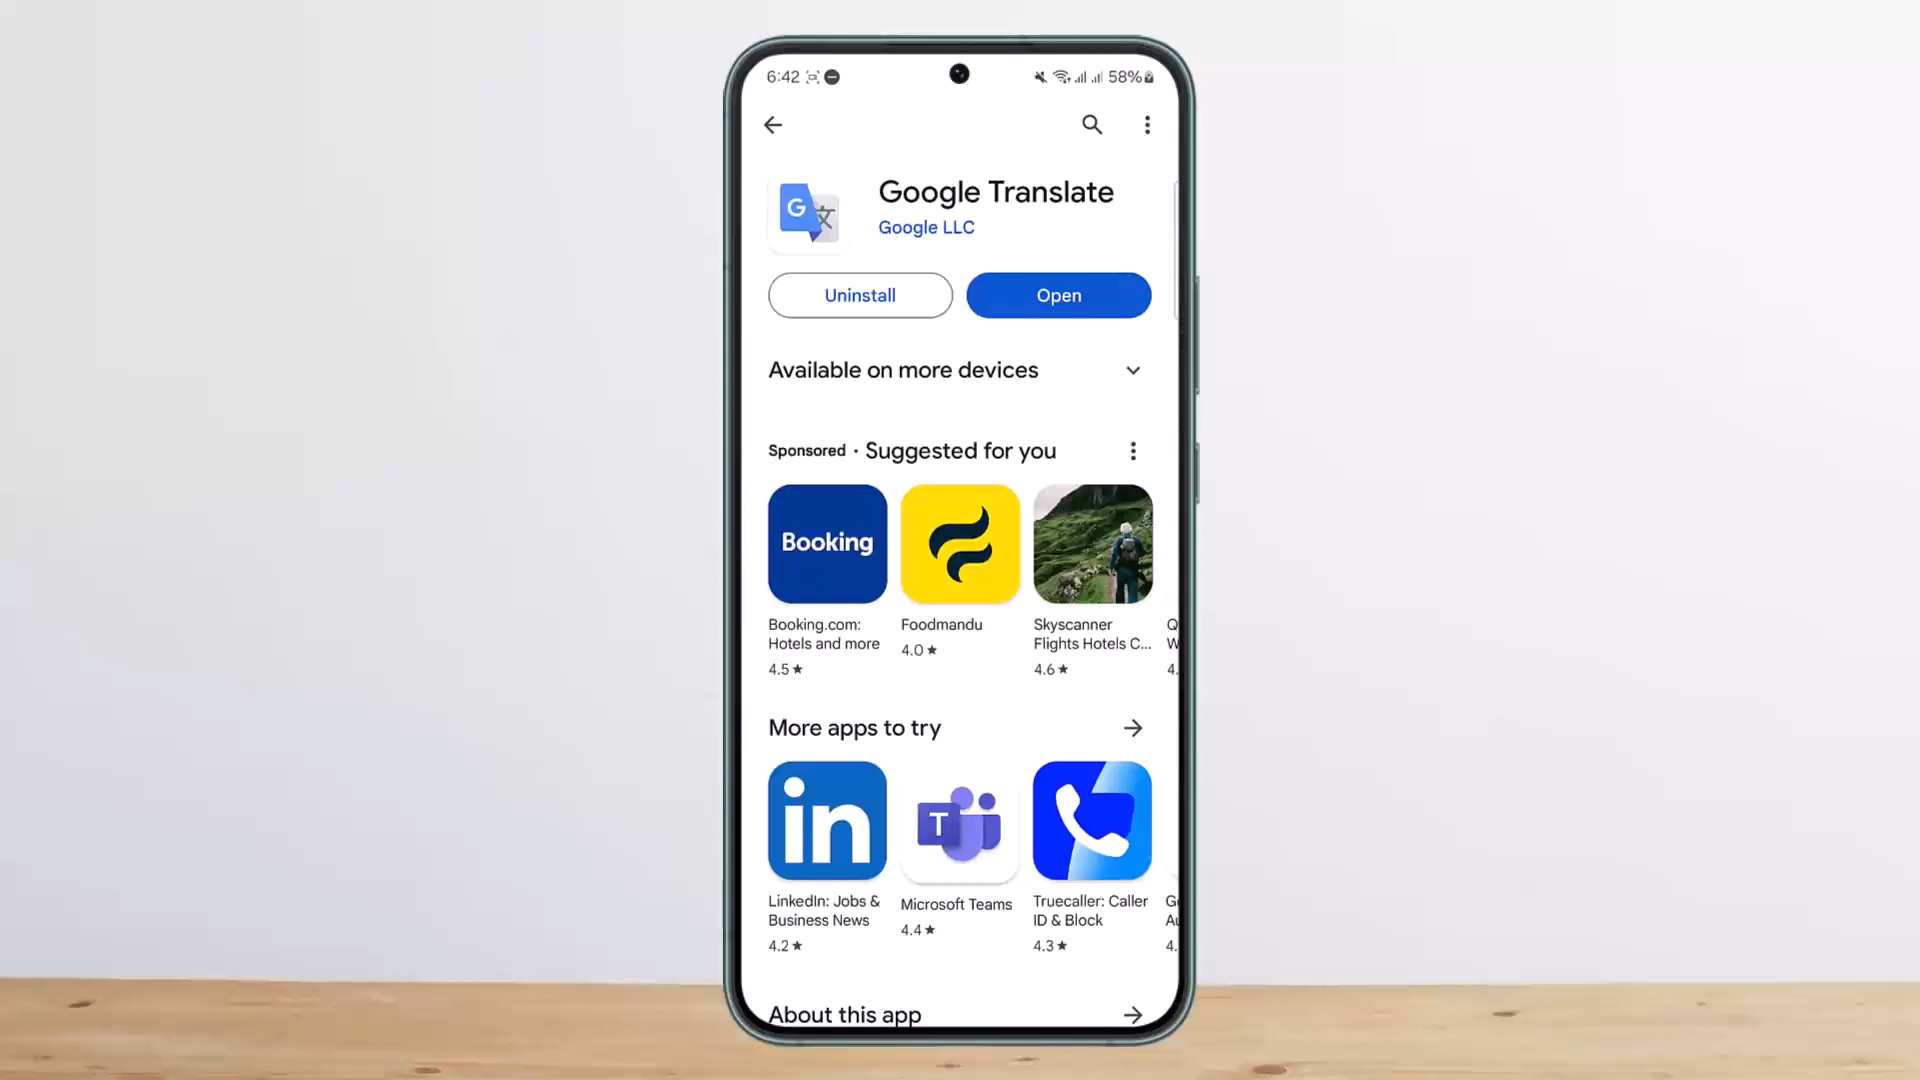 6:42
58%
Google Translate
Google LLC
Uninstall
Open
Available on more devices
Sponsored · Suggested for you
Booking
Booking.com:
Hotels and more
4.5★
Foodmandu
4.0★
Skyscanner
Flights Hotels C...
4.6★
More apps to try
in
T
LinkedIn: Jobs &
Business News
4.2★
Microsoft Teams
4.4★
Truecaller: Caller
ID & Block
4.3★
About this app